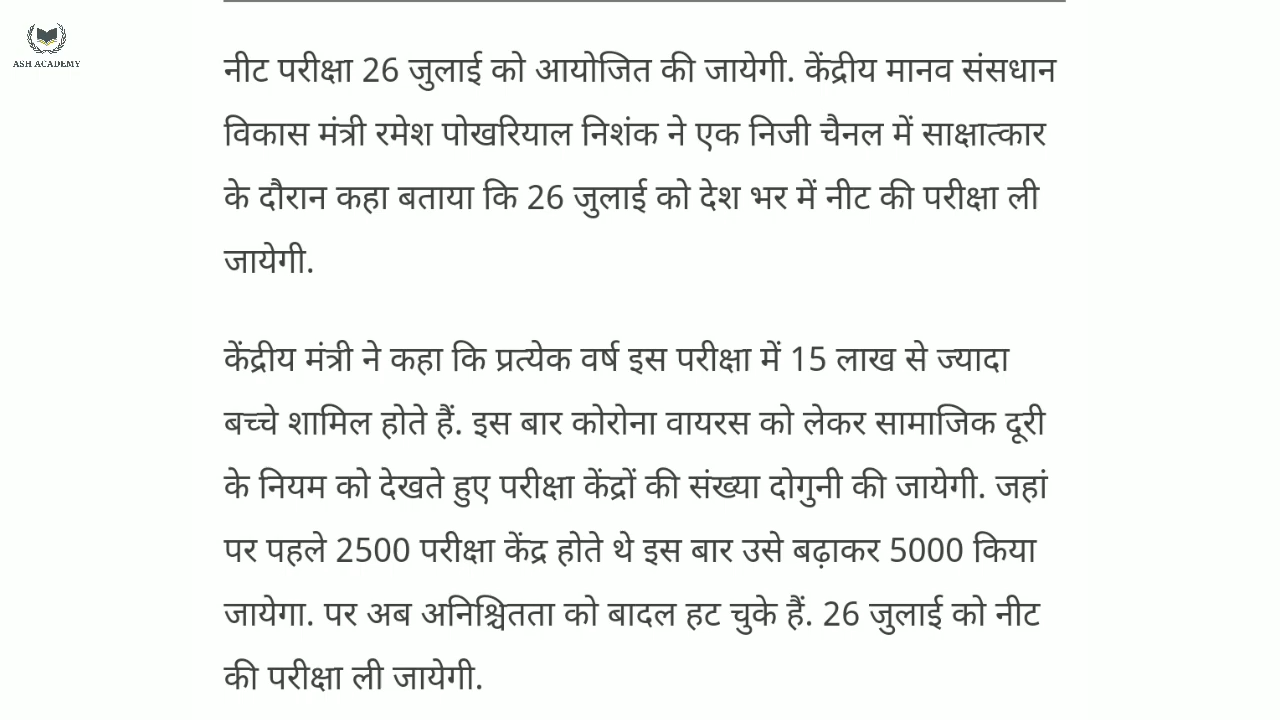 ASH ACADEMY
नीट परीक्षा 26 जुलाई को आयोजित की जायेगी. केंद्रीय मानव संसधान
विकास मंत्री रमेश पोखरियाल निशंक ने एक निजी चैनल में साक्षात्कार
के दौरान कहा बताया कि 26 जुलाई को देश भर में नीट की परीक्षा ली
जायेगी.
केंद्रीय मंत्री ने कहा कि प्रत्येक वर्ष इस परीक्षा में 15 लाख से ज्यादा
बच्चे शामिल होते हैं. इस बार कोरोना वायरस को लेकर सामाजिक दूरी
के नियम को देखते हुए परीक्षा केंद्रों की संख्या दोगुनी की जायेगी. जहां
पर पहले 2500 परीक्षा केंद्र होते थे इस बार उसे बढ़ाकर 5000 किया
जायेगा. पर अब अनिश्चितता को बादल हट चुके हैं. 26 जुलाई को नीट
की परीक्षा ली जायेगी.